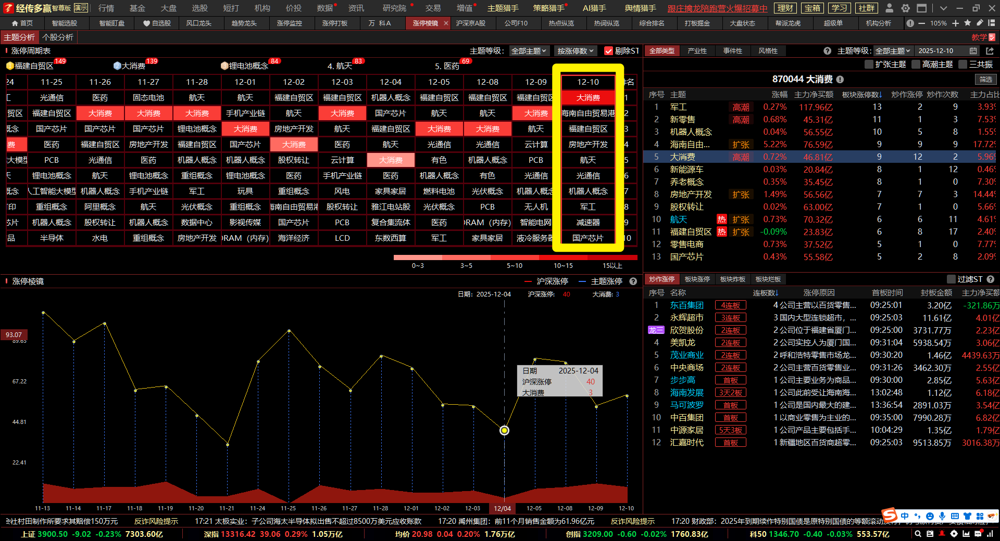 经传多赢智尊版 演示 行情 基金 大盘 选股 短打 机构 价投 数据 资讯 研究院 交易 增值 主题猎手 策略猎手 AI猎手 舆情猎手 跟庄擒龙陪跑营火爆招募中 理财 宝箱 学习 社群
首页 智能选股 智能盯盘 自选股 风口龙头 趋势龙头 涨停监控 涨停打板 万 科A 涨停棱镜 沪深京A股 公司F10 热点纵览 热词纵览 综合排名 打板掘金 大盘状态 帮派龙虎 超级单 机构分析 105%
主题分析 个股分析 教学
涨停周期表 主题等级: 全部主题 按涨停数 剔除ST
1福建自贸区 149 2大消费 139 3锂电池概念 84 4. 航天 83 5. 医药 69
24 11-25 11-26 11-27 11-28 12-01 12-02 12-03 12-04 12-05 12-08 12-09 12-10 排名
工 光通信 医药 固态电池 航天 航天 福建自贸区 福建自贸区 机器人概念 福建自贸区 福建自贸区 福建自贸区 大消费 1
贸区 福建自贸区 大消费 大消费 大消费 手机产业链 航天 大消费 国产芯片 航天 航天 大消费 海南自由贸易港 2
概念 国产芯片 国产芯片 国产芯片 锂电池概念 大消费 房地产开发 航天 福建自贸区 大消费 大消费 航天 福建自贸区 3
费 医药 福建自贸区 房地产开发 福建自贸区 国产芯片 大消费 医药 航天 光通信 光通信 云计算 房地产开发 4
大模型 PCB 光通信 医药 机器人概念 机器人概念 股权转让 云计算 大消费 有色 机器人概念 PCB 航天 5
天 锂电池概念 航天 锂电池概念 重组概念 锂电池概念 医药 手机产业链 医药 机器人概念 有色 光通信 光通信 6
概念 人工智能大模型 机器人概念 手机产业链 军工 玩具 重组概念 风电 家具家居 燃料电池 光伏概念 机器人概念 机器人概念 7
印 重组概念 阿里概念 航天 光伏概念 重组概念 海南自由贸易港 股权转让 雅江电站股 光伏概念 PCB 无人机 军工 8
芯片 机器人概念 股权转让 机器人概念 数据中心 影视传媒 国产芯片 PCB 复合集流体 医药 DRAM（内存） 智能电网 减速器 9
品 半导体 水电 重组概念 房地产开发 DRAM（内存） 海洋经济 LCD 东数西算 军工 家具家居 液冷服务器 国产芯片 10
0~3 3~5 5~10 10~15 15以上
涨停棱镜 沪深涨停 主题涨停
日期: 2025-12-04 沪深涨停: 40 大消费: 3
93.07
89.63
67.22
44.81
22.41
日期 2025-12-04
沪深涨停 40
大消费 3
11-13 11-14 11-17 11-18 11-19 11-20 11-21 11-24 11-25 11-26 11-27 11-28 12-01 12-02 12-03 12/04 12-05 12-08 12-09 12-10
全部类型 产业性 事件性 风格性 主题等级: 全部主题 2025-12-10
扩张主题 高潮主题 三共振
870044 大消费 筛选
序号 主题 涨幅 主力净买额 板块涨停数↓ 炒作涨停 炒作次数 主力占比
1 军工 高潮 0.27% 117.96亿 13 2 9 3.93%
2 新零售 高潮 0.68% 45.31亿 11 1 3 7.53%
3 机器人概念 0.04% 56.55亿 10 5 8 1.55%
4 海南自由... 扩张 5.22% 76.59亿 9 9 9 17.72%
5 大消费 高潮 0.72% 46.81亿 9 12 2 5.96%
6 新能源车 0.03% 20.84亿 8 1 12 0.46%
7 养老概念 0.35% 35.45亿 8 1 0 7.30%
8 房地产开发 扩张 1.49% 56.56亿 7 7 3 14.44%
9 股权转让 0.02% 63.00亿 7 1 0 5.66%
10 航天 热 扩张 0.73% 70.32亿 6 6 11 4.61%
11 福建自贸区 热 扩张 -0.09% 23.83亿 6 8 17 2.40%
12 零售电商 0.73% 37.52亿 5 1 0 7.77%
13 国产芯片 0.43% 55.58亿 5 2 8 2.09%
炒作涨停 板块涨停 板块炸板 板块烂板 过滤ST
序号 名称 连板数↓ 涨停原因 首板时间 封板金额 主力净买额
1 东百集团 4连板 4 公司主营以百货零售... 09:25:01 3.20亿 -321.86万
2 永辉超市 3连板 3 国内大型连锁超市，... 09:25:03 11.61亿 4.01亿
龙三 欣贺股份 2连板 2 公司位于福建省厦门... 09:25:00 3731.77万 2.23亿
4 美凯龙 2连板 2 公司实控人为厦门国... 09:31:04 5938.54万 3.06亿
5 茂业商业 2连板 2 呼和浩特零售市场龙... 09:30:20 1.46亿 4439.63万
6 中央商场 2连板 2 公司主营百货零售业... 09:31:26 3462.30万 2.55亿
7 步步高 首板 1 公司主要业务为商品... 09:30:00 2.85亿 5.63亿
8 海南发展 3天2板 1 公司此前受让海南海... 13:02:48 1.12亿 6.18亿
9 马可波罗 首板 1 公司是国内最大的建... 13:36:54 2891.03万 3.54亿
10 中百集团 首板 1 以商业零售为主业的... 09:35:00 7990.28万 6.82亿
11 中源家居 5天3板 1 公司产品主要包括手... 10:04:29 1.35亿 1.79亿
12 汇嘉时代 首板 1 新疆地区百货商超零... 09:25:03 9513.85万 3016.38万
会社村田制作所要求其赔偿150万元 反诈风险提示 17:21 太极实业：子公司海太半导体拟出售不超过8500万美元应收账款 17:20 禹州集团：前11个月销售金额为61.96亿元 反诈风险提示 17:20 财政部：2025年到期续作特别国债是原特别国债的等额滚动发行
中
上证 3900.50 -9.02 -0.23% 7303.60亿 深指 13316.42 39.06 0.29% 1.05万亿 均价 20.98 0.04 0.20% 1.76万亿 创指 3209.00 -0.60 -0.02% 1760.83亿 科50 1346.70 -0.40 -0.03% 553.57亿